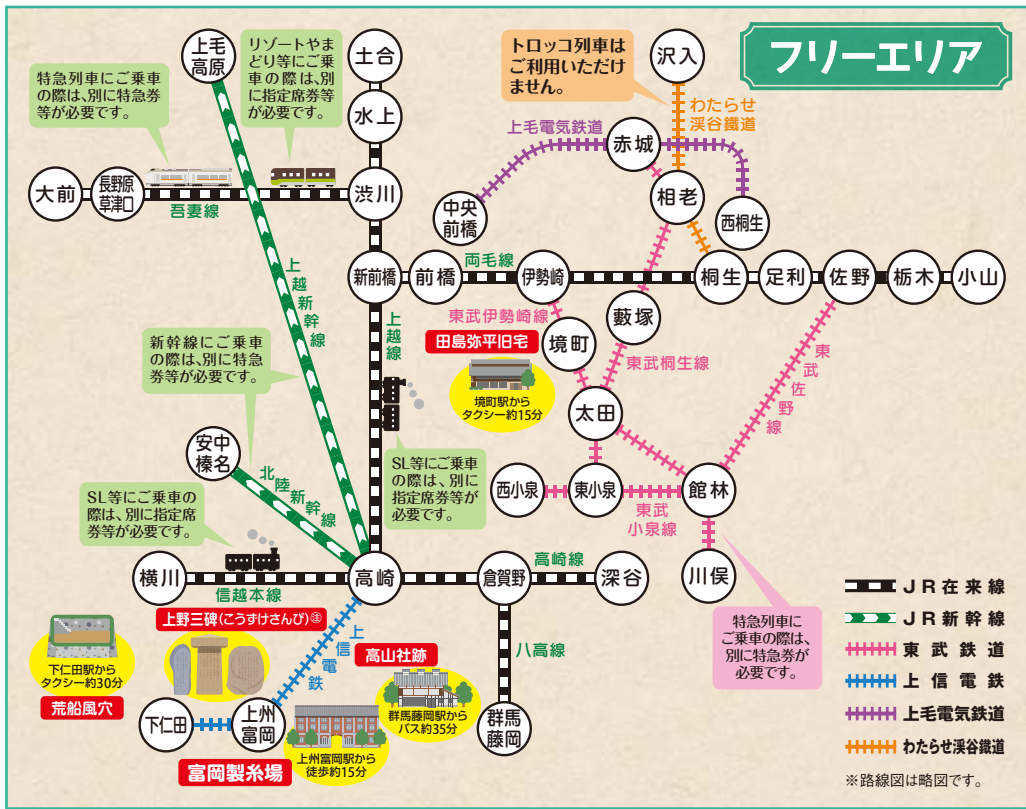 フリーエリア
上毛
高原
特急列車にご乗車
の際は、別に特急券
等が必要です。
リゾートやま
どり等にご乗
車の際は、別
に指定席券等
が必要です。
土合
水上
トロッコ列車は
ご利用いただけ
ません。
沢入
わたらせ
渓谷鐵道
上毛電気鉄道
赤城
大前
長野原
草津口
吾妻線
渋川
中央
前橋
相老
西桐生
上越新幹線
新前橋
前橋
両毛線
伊勢崎
桐生
足利
佐野
栃木
小山
上越線
東武伊勢崎線
藪塚
田島弥平旧宅
境町
東武桐生線
東武佐野線
新幹線にご乗車
の際は、別に特急
券等が必要です。
境町駅から
タクシー約15分
太田
安中
榛名
北陸新幹線
SL等にご乗車の
際は、別に指定席
券等が必要です。
SL等にご乗車
の際は、別に
指定席券等が
必要です。
西小泉
東小泉
館林
東武
小泉線
横川
信越本線
高崎
倉賀野
高崎線
深谷
川俣
上野三碑(こうずけさんぴ)㊟
上信電鉄
高山社跡
八高線
特急列車に
ご乗車の際は、
別に特急券が
必要です。
下仁田駅から
タクシー約30分
荒船風穴
群馬藤岡駅から
バス約35分
下仁田
上州
富岡
群馬
藤岡
上州富岡駅から
徒歩約15分
富岡製糸場
JR在来線
JR新幹線
東武鉄道
上信電鉄
上毛電気鉄道
わたらせ渓谷鐵道
※路線図は略図です。